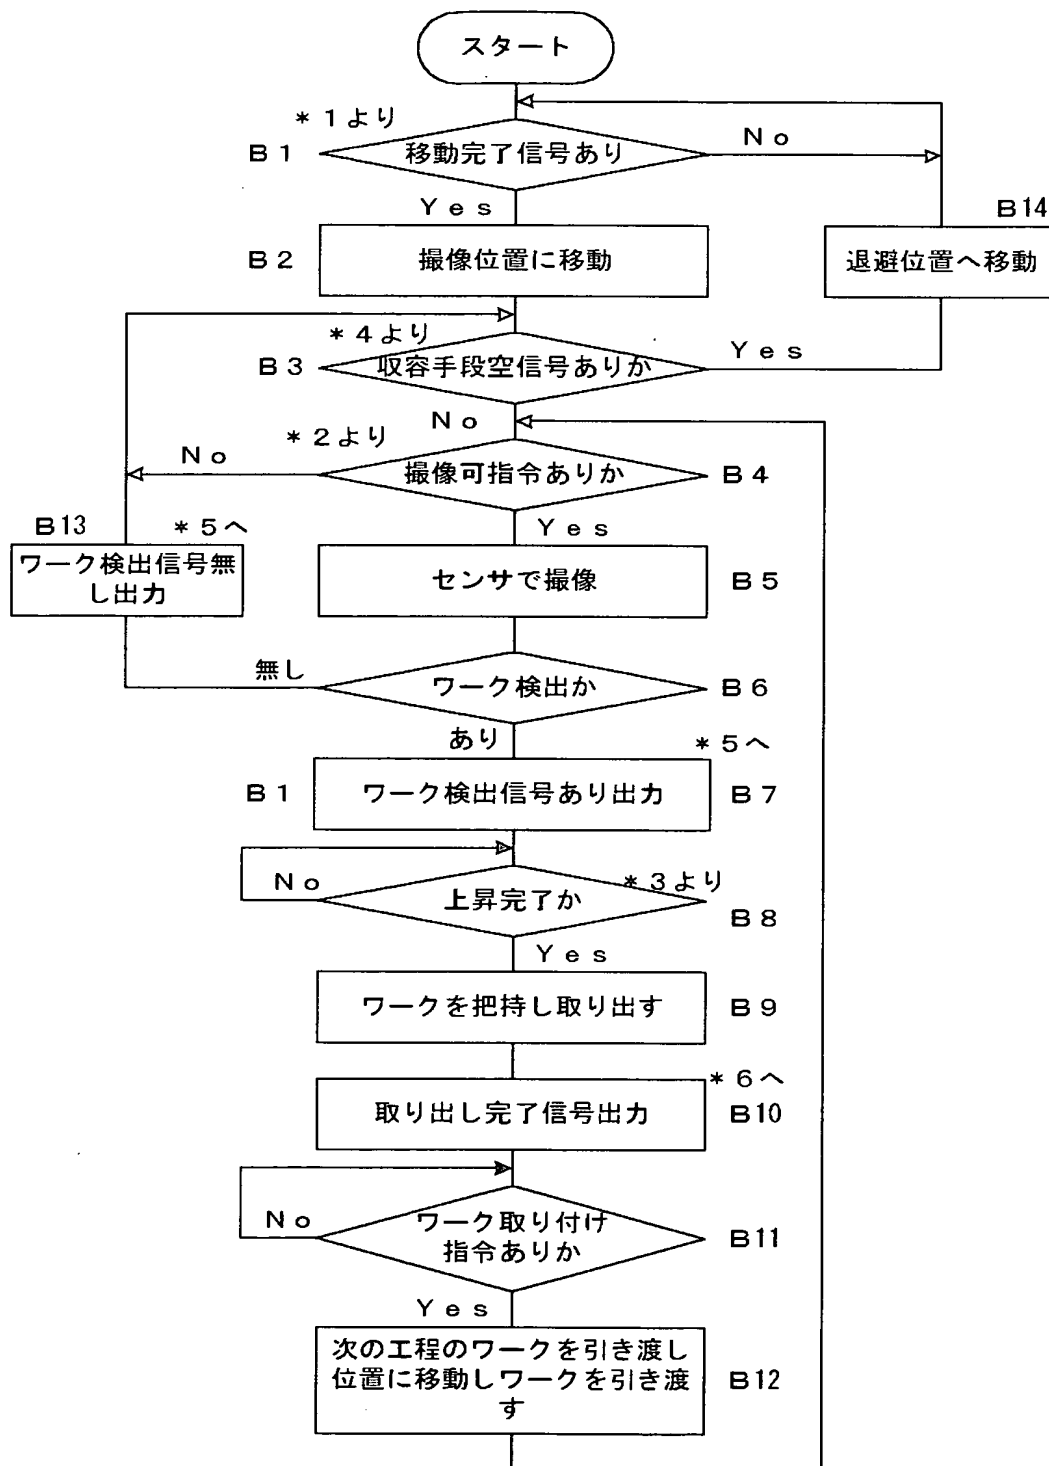 スタート
*1より
B1
移動完了信号あり
No
Yes
B14
B2
撮像位置に移動
退避位置へ移動
*4より
B3
収容手段空信号ありか
Yes
No
*2より
No
撮像可指令ありか
B4
Yes
B13
*5へ
ワーク検出信号無
し出力
センサで撮像
B5
無し
ワーク検出か
B6
あり
*5へ
B1
ワーク検出信号あり出力
B7
No
*3より
上昇完了か
B8
Yes
ワークを把持し取り出す
B9
*6へ
取り出し完了信号出力
B10
No
ワーク取り付け
指令ありか
B11
Yes
次の工程のワークを引き渡し
位置に移動しワークを引き渡
す
B12